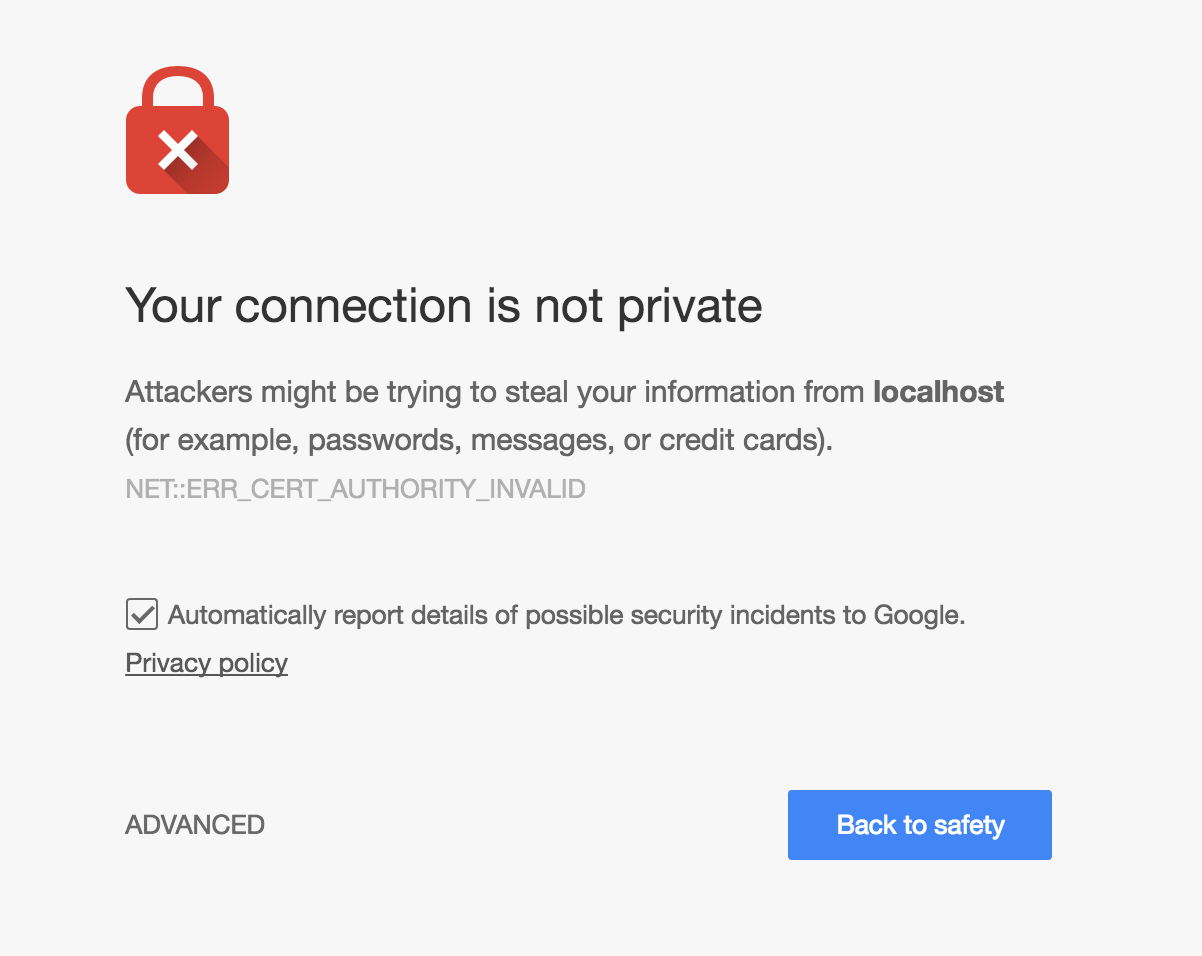 Your connection is not private
Attackers might be trying to steal your information from localhost
(for example, passwords, messages, or credit cards).
NET::ERR_CERT_AUTHORITY_INVALID
Automatically report details of possible security incidents to Google.
Privacy policy
ADVANCED
Back to safety